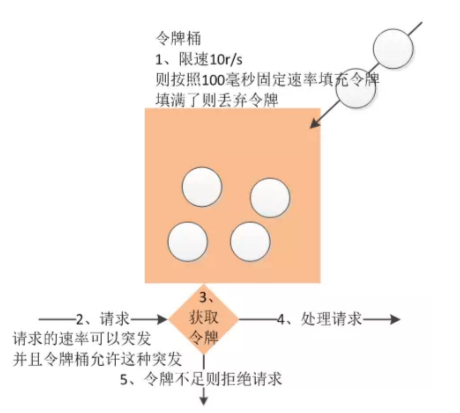 令牌桶
1、限速10r/s
则按照100毫秒固定速率填充令牌
填满了则丢弃令牌
3、
获取
令牌
2、请求
4、处理请求
请求的速率可以突发
并且令牌桶允许这种突发
5、令牌不足则拒绝请求